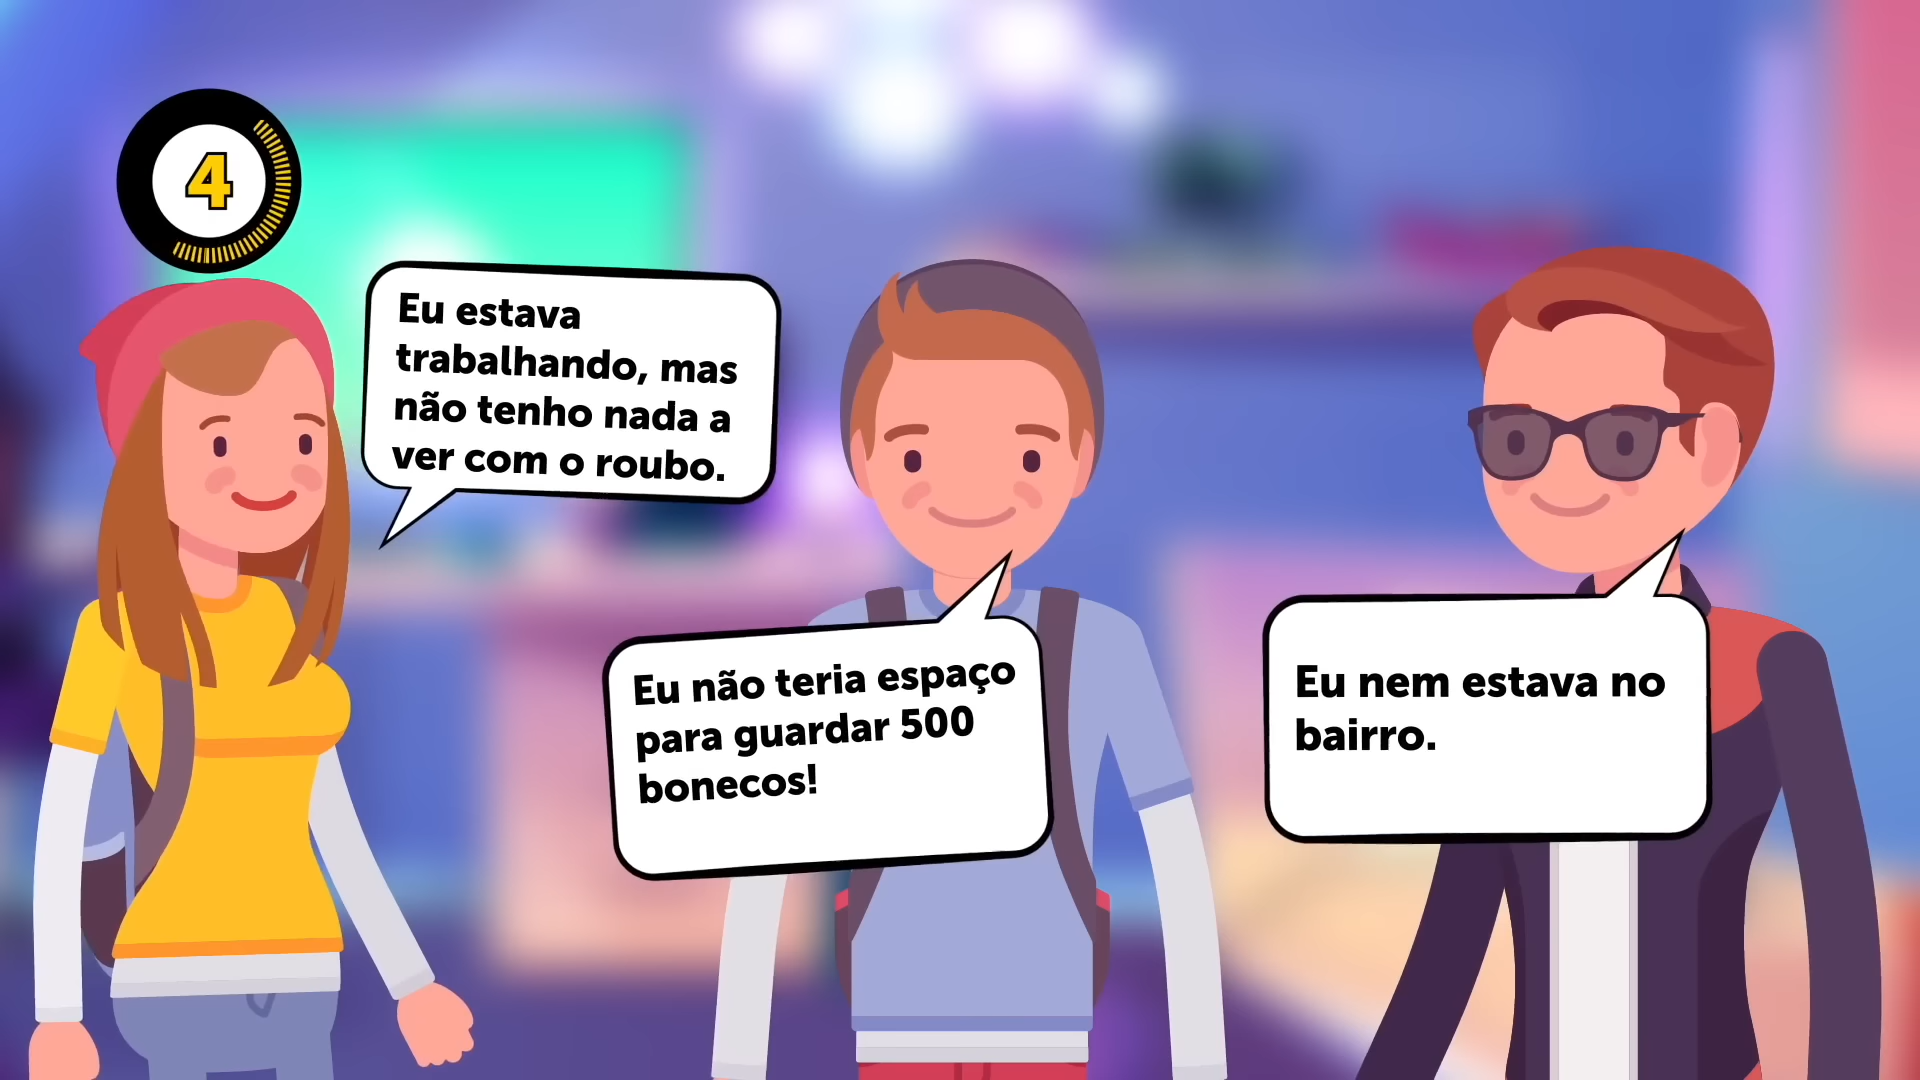 4
Eu estava
trabalhando, mas
não tenho nada a
ver com o roubo.
Eu não teria espaço
para guardar 500
bonecos!
Eu nem estava no
bairro.